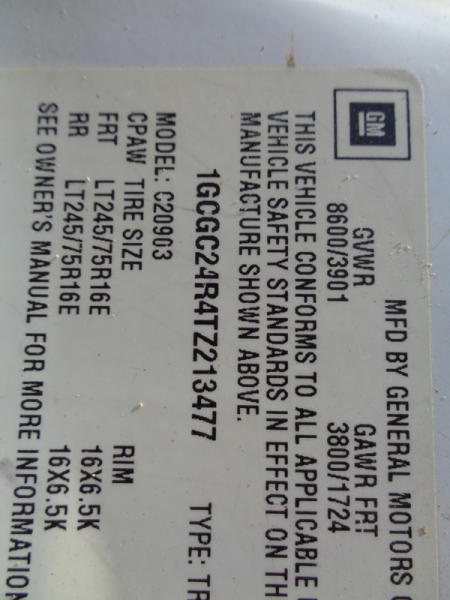 GM
MFD BY GENERAL MOTORS
GVWR GAWR FRT
8600/3901 3800/1724
THIS VEHICLE CONFORMS TO ALL APPLICABLE
VEHICLE SAFETY STANDARDS IN EFFECT ON TH
MANUFACTURE SHOWN ABOVE.
1GCGC24R4TZ213477 TYPE: TR
MODEL: C20903
CPAW TIRE SIZE RIM
FRT LT245/75R16E 16X6.5K
RR LT245/75R16E 16X6.5K
SEE OWNER'S MANUAL FOR MORE INFORMATION